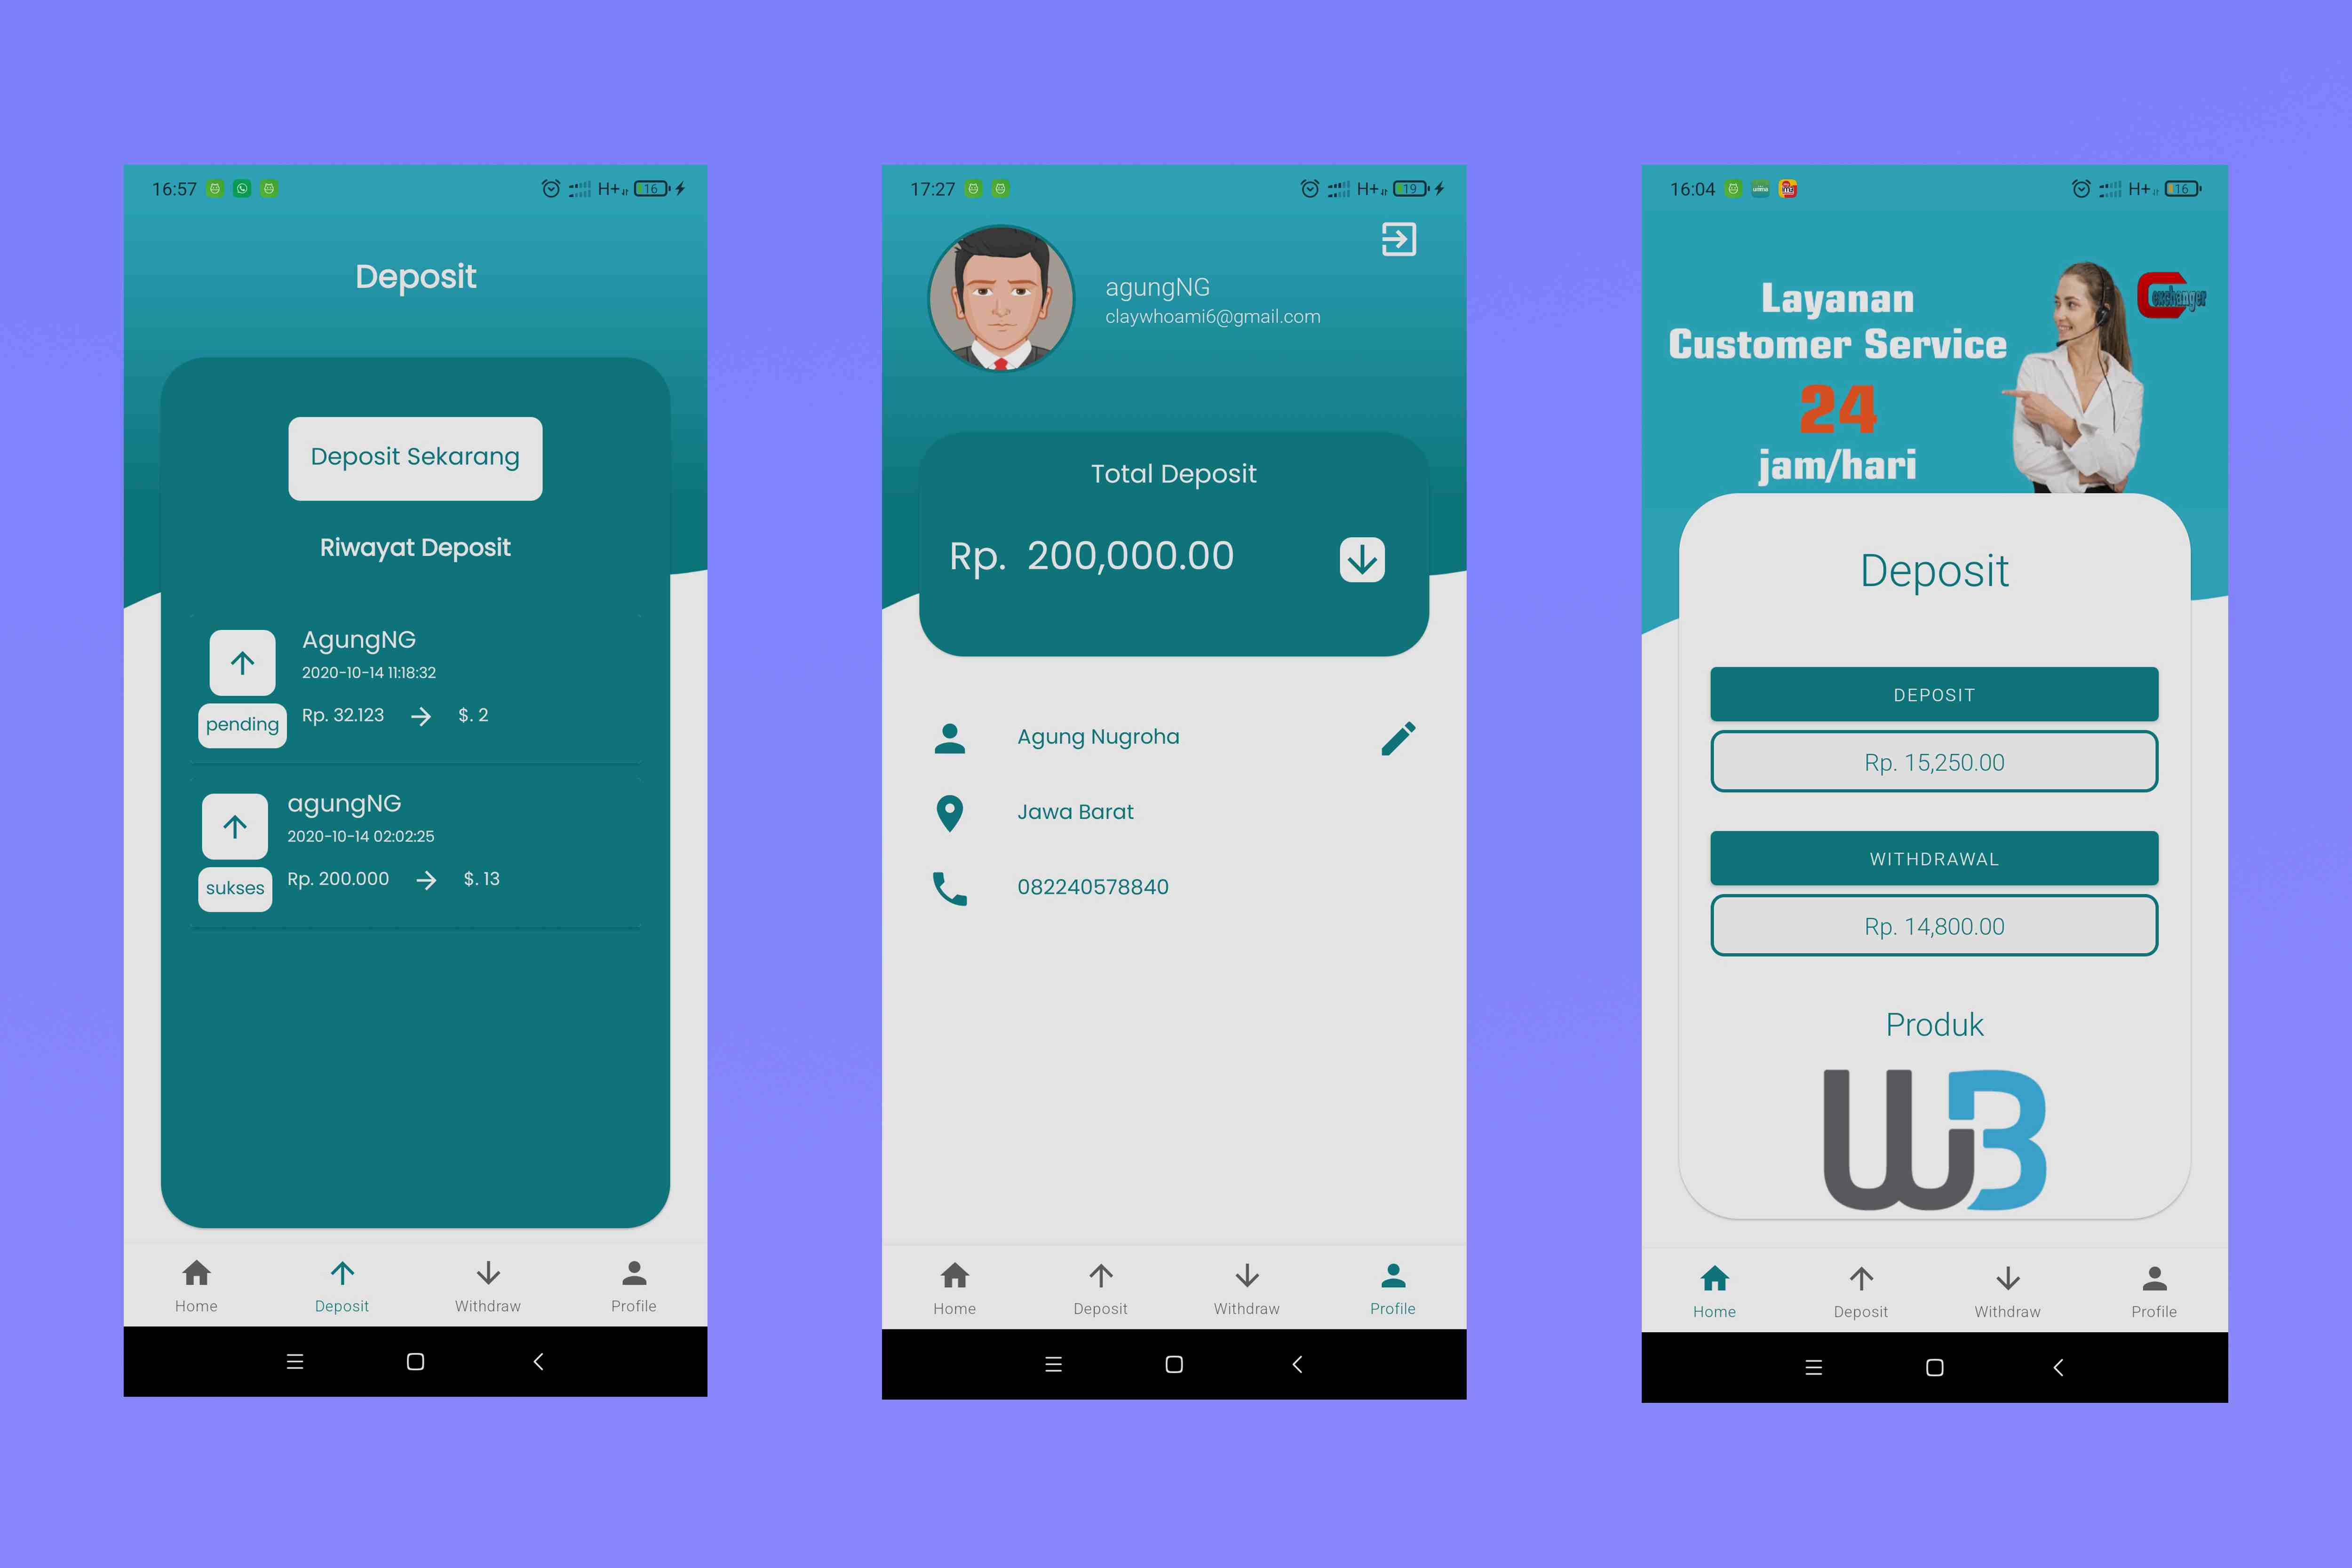 16:57
H+
16
Deposit
Deposit Sekarang
Riwayat Deposit
AgungNG
2020-10-14 11:18:32
pending
Rp. 32.123
$. 2
agungNG
2020-10-14 02:02:25
sukses
Rp. 200.000
$. 13
Home
Deposit
Withdraw
Profile
17:27
H+
19
agungNG
claywhoami6@gmail.com
Total Deposit
Rp. 200,000.00
Agung Nugroha
Jawa Barat
082240578840
Home
Deposit
Withdraw
Profile
16:04
H+
16
Layanan
Customer Service
24
jam/hari
exchanger
Deposit
DEPOSIT
Rp. 15,250.00
WITHDRAWAL
Rp. 14,800.00
Produk
WB
Home
Deposit
Withdraw
Profile